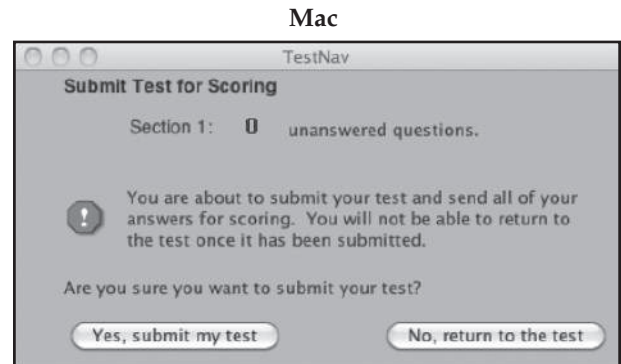 Mac
TestNav
Submit Test for Scoring
Section 1: 0 unanswered questions.
You are about to submit your test and send all of your
answers for scoring. You will not be able to return to
the test once it has been submitted.
Are you sure you want to submit your test?
Yes, submit my test
No, return to the test